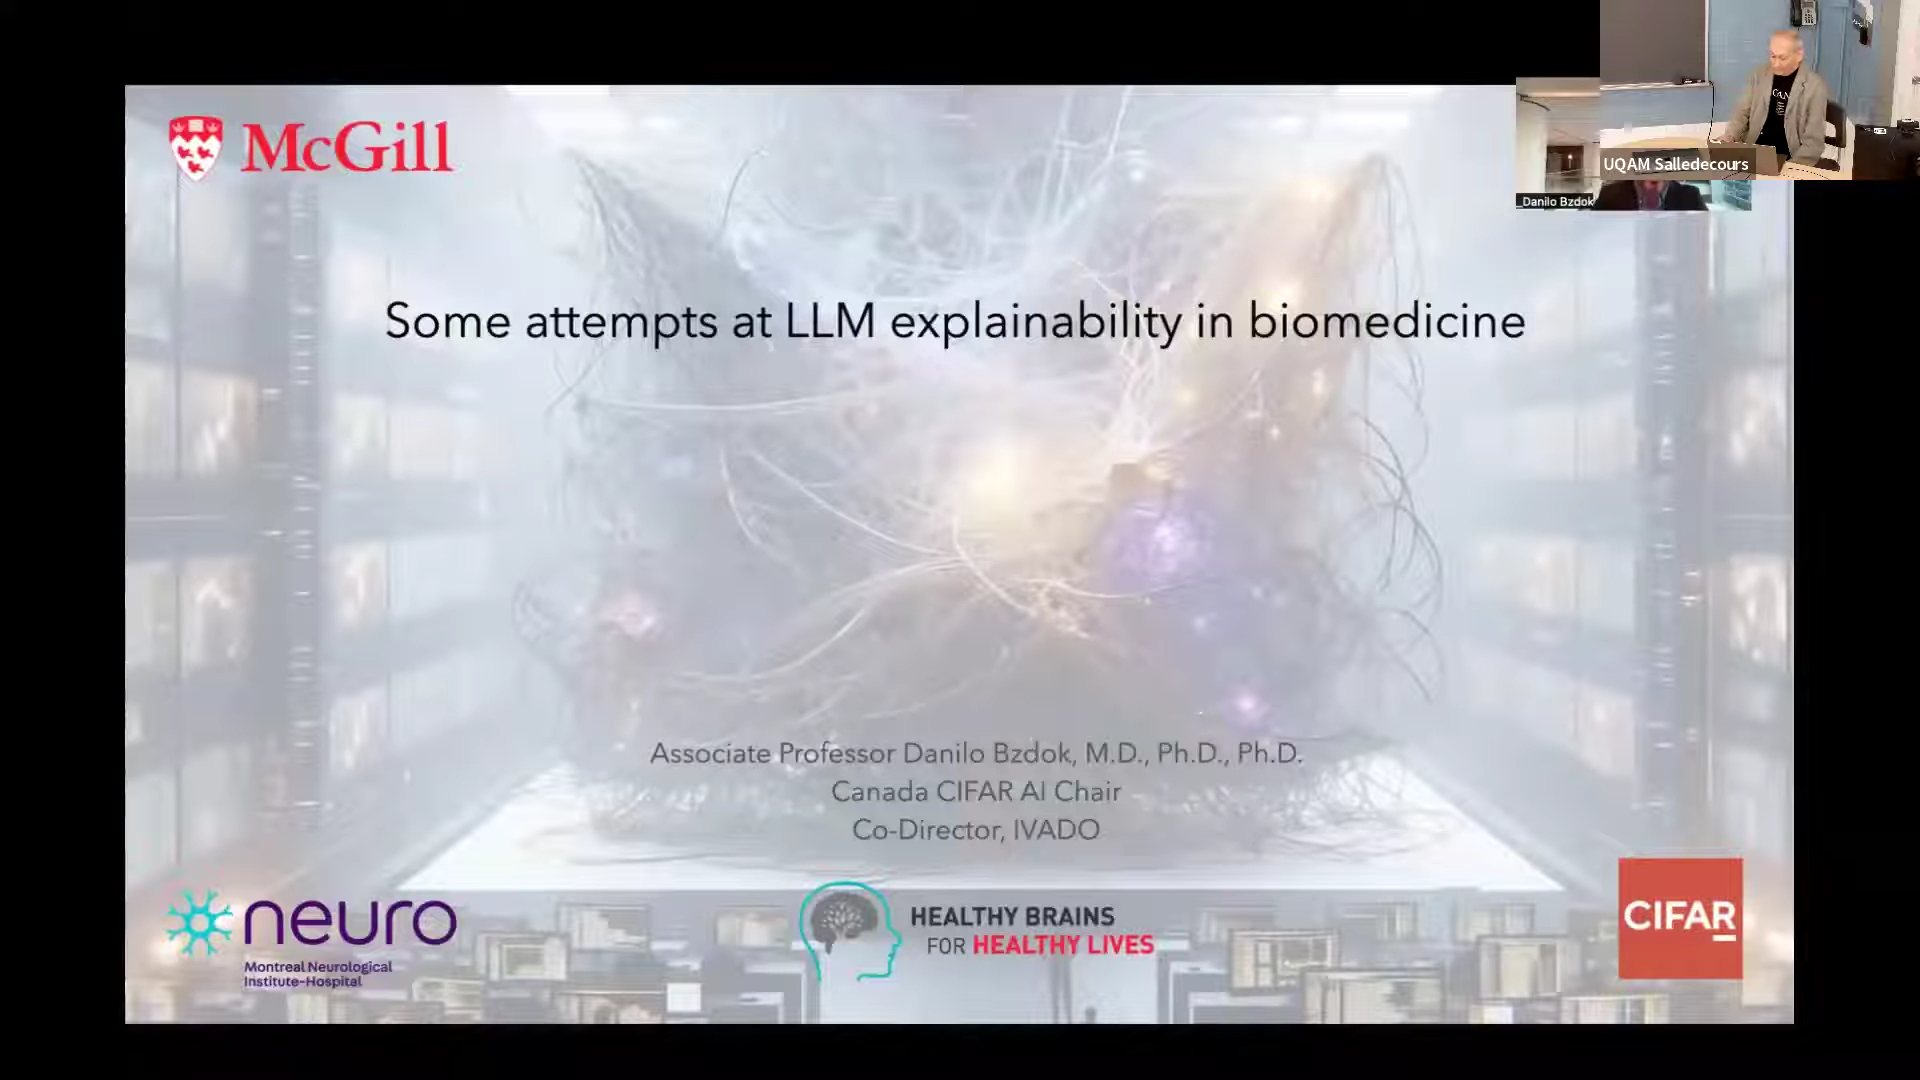 McGill
UQAM Salledecours
_Danilo Bzdok
Some attempts at LLM explainability in biomedicine
Associate Professor Danilo Bzdok, M.D., Ph.D., Ph.D.
Canada CIFAR AI Chair
Co-Director, IVADO
neuro
Montreal Neurological
Institute-Hospital
HEALTHY BRAINS
FOR HEALTHY LIVES
CIFAR